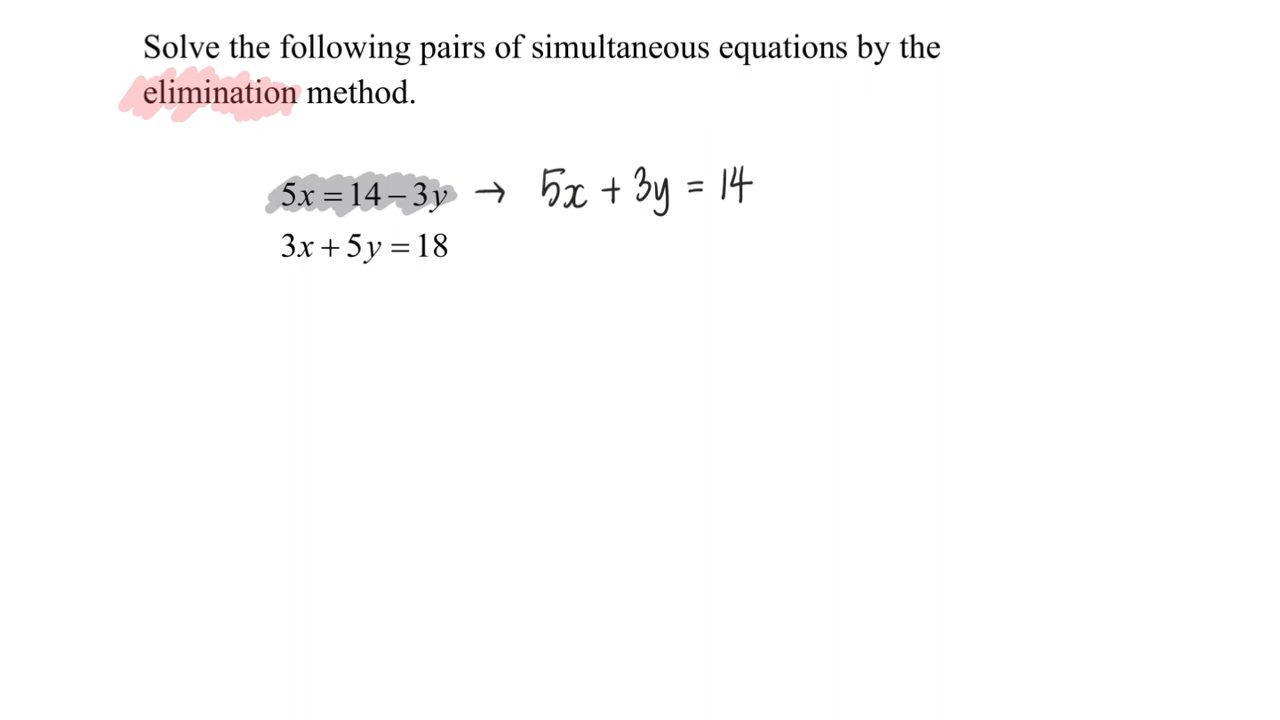 Solve the following pairs of simultaneous equations by the
elimination method.
5x = 14 − 3y → 5x + 3y = 14
3x + 5y = 18